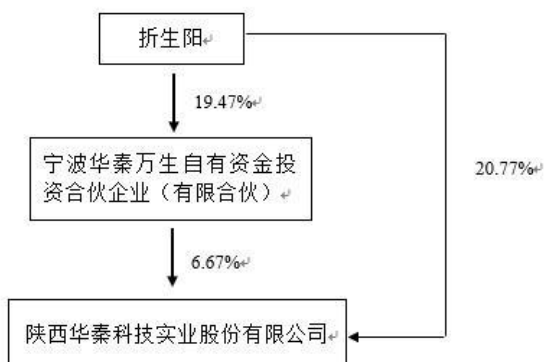 折生阳
19.47%
宁波华秦万生自有资金投
资合伙企业（有限合伙）
20.77%
6.67%
陕西华秦科技实业股份有限公司